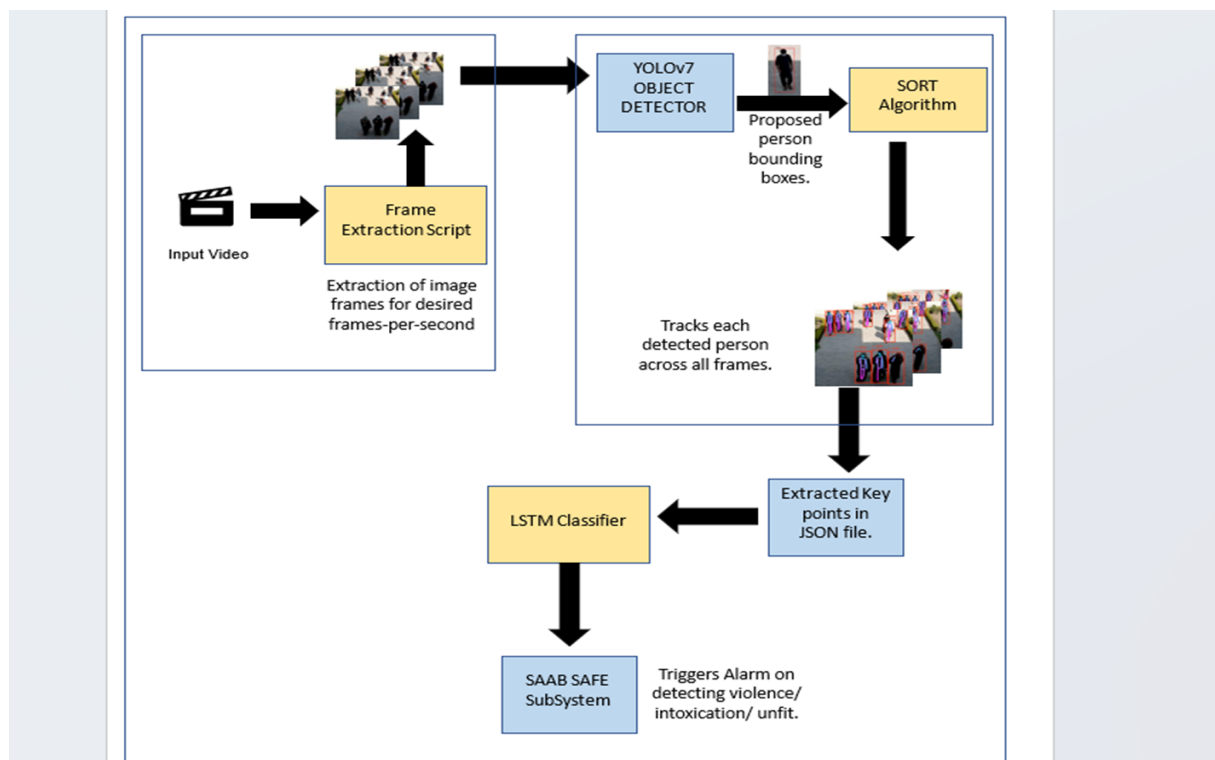 Input Video
Frame
Extraction Script
Extraction of image
frames for desired
frames-per-second
YOLOv7
OBJECT
DETECTOR
Proposed
person
bounding
boxes.
SORT
Algorithm
Tracks each
detected person
across all frames.
Extracted Key
points in
JSON file.
LSTM Classifier
SAAB SAFE
SubSystem
Triggers Alarm on
detecting violence/
intoxication/ unfit.